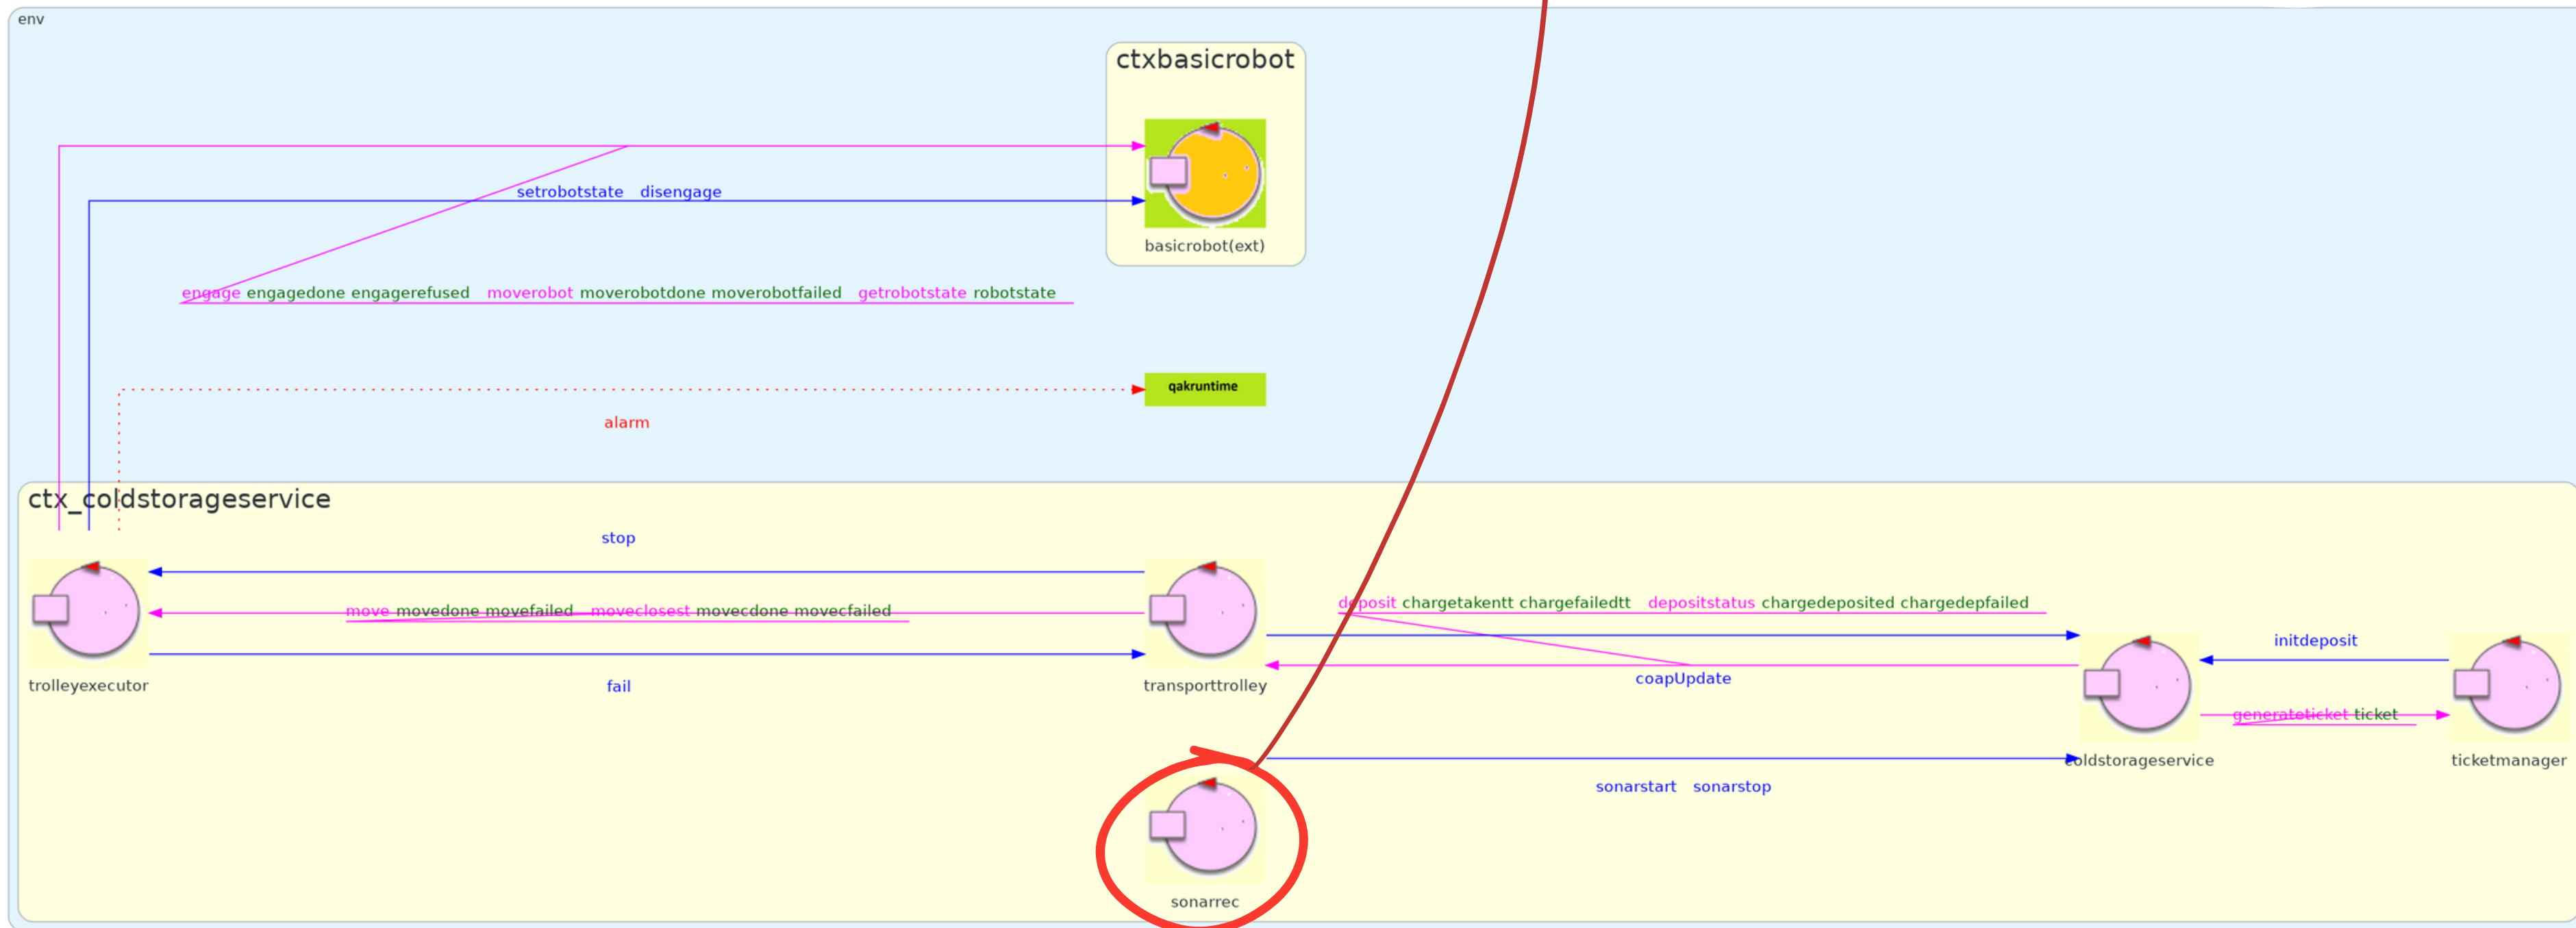 env
ctxbasicrobot
setrobotstate disengage
basicrobot(ext)
engage engagedone engagerefused moverobot moverobotdone moverobotfailed getrobotstate robotstate
qakruntime
alarm
ctx_coldstorageservice
stop
move movedone movefailed moveclosest movecdone movecfailed
deposit chargetakentt chargefailedtt depositstatus chargedeposited chargedepfailed
initdeposit
trolleyexecutor
fail
transporttrolley
coapUpdate
generateticket ticket
coldstorageservice
ticketmanager
sonarstart sonarstop
sonarrec